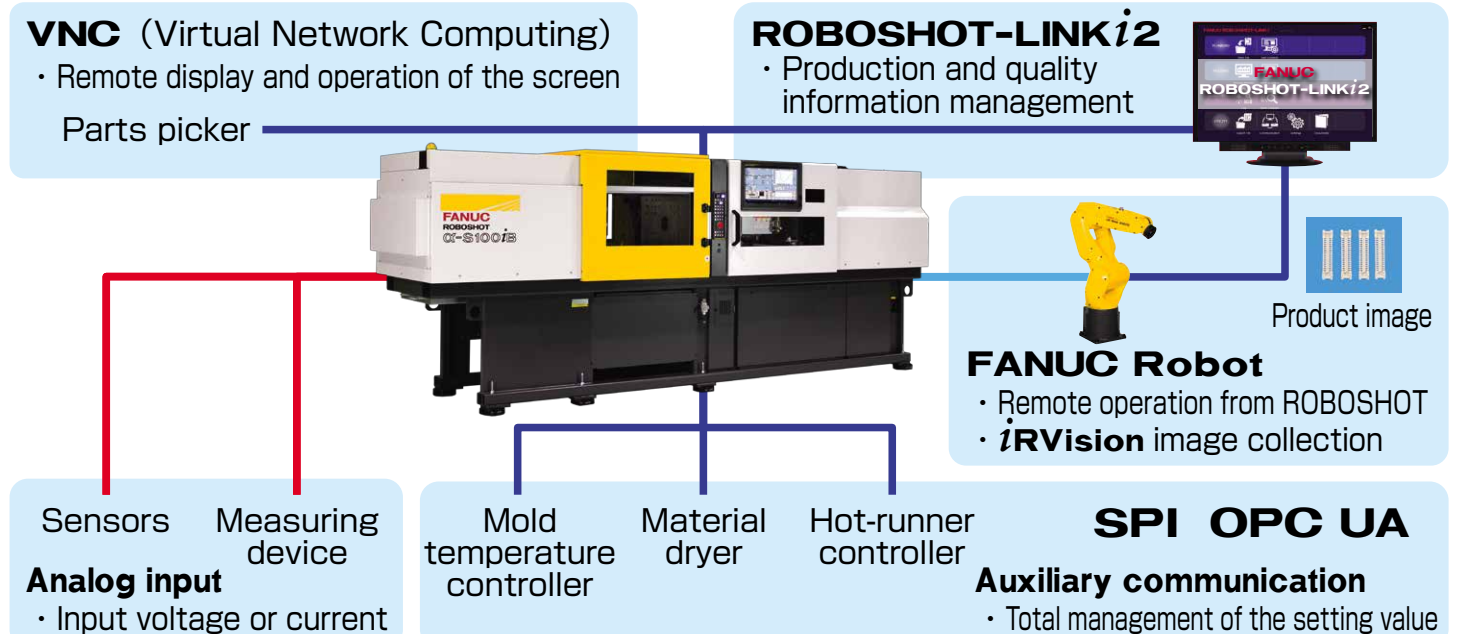 VNC (Virtual Network Computing)
・Remote display and operation of the screen
Parts picker
ROBOSHOT-LINKi2
・Production and quality
information management
FANUC
ROBOSHOT-LINKi2
FANUC
ROBOSHOT
α-S100iB
Product image
FANUC Robot
・Remote operation from ROBOSHOT
・iRVision image collection
Sensors
Measuring
device
Analog input
・Input voltage or current
Mold
temperature
controller
Material
dryer
Hot-runner
controller
SPI OPC UA
Auxiliary communication
・Total management of the setting value